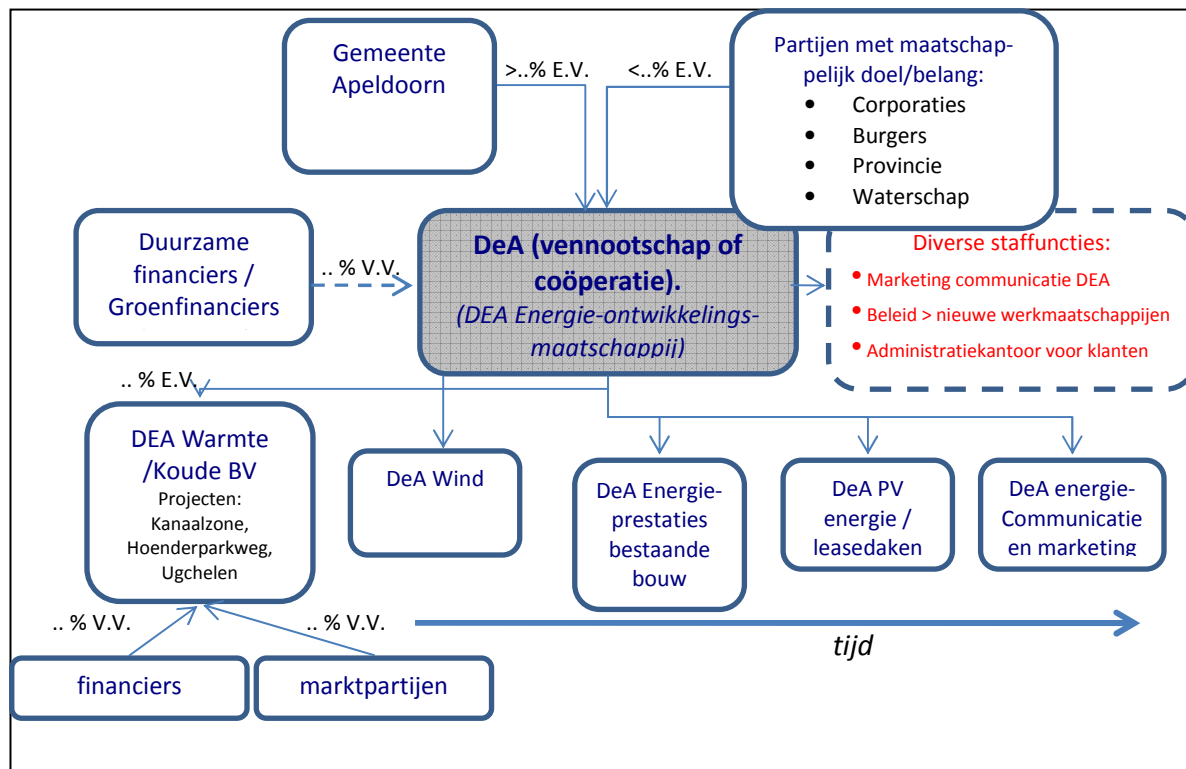 Gemeente
Apeldoorn
>..% E.V.
<..% E.V.
Partijen met maatschap-
pelijk doel/belang:
• Corporaties
• Burgers
• Provincie
• Waterschap
Duurzame
financiers /
Groenfinanciers
.. % V.V.
DeA (vennootschap of
coöperatie).
(DEA Energie-ontwikkelings-
maatschappij)
Diverse staffuncties:
• Marketing communicatie DEA
• Beleid > nieuwe werkmaatschappijen
• Administratiekantoor voor klanten
.. % E.V.
DEA Warmte
/Koude BV
Projecten:
Kanaalzone,
Hoenderparkweg,
Ugchelen
DeA Wind
DeA Energie-
prestaties
bestaande
bouw
DeA PV
energie /
leasedaken
DeA energie-
Communicatie
en marketing
.. % V.V.
.. % V.V.
tijd
financiers
marktpartijen